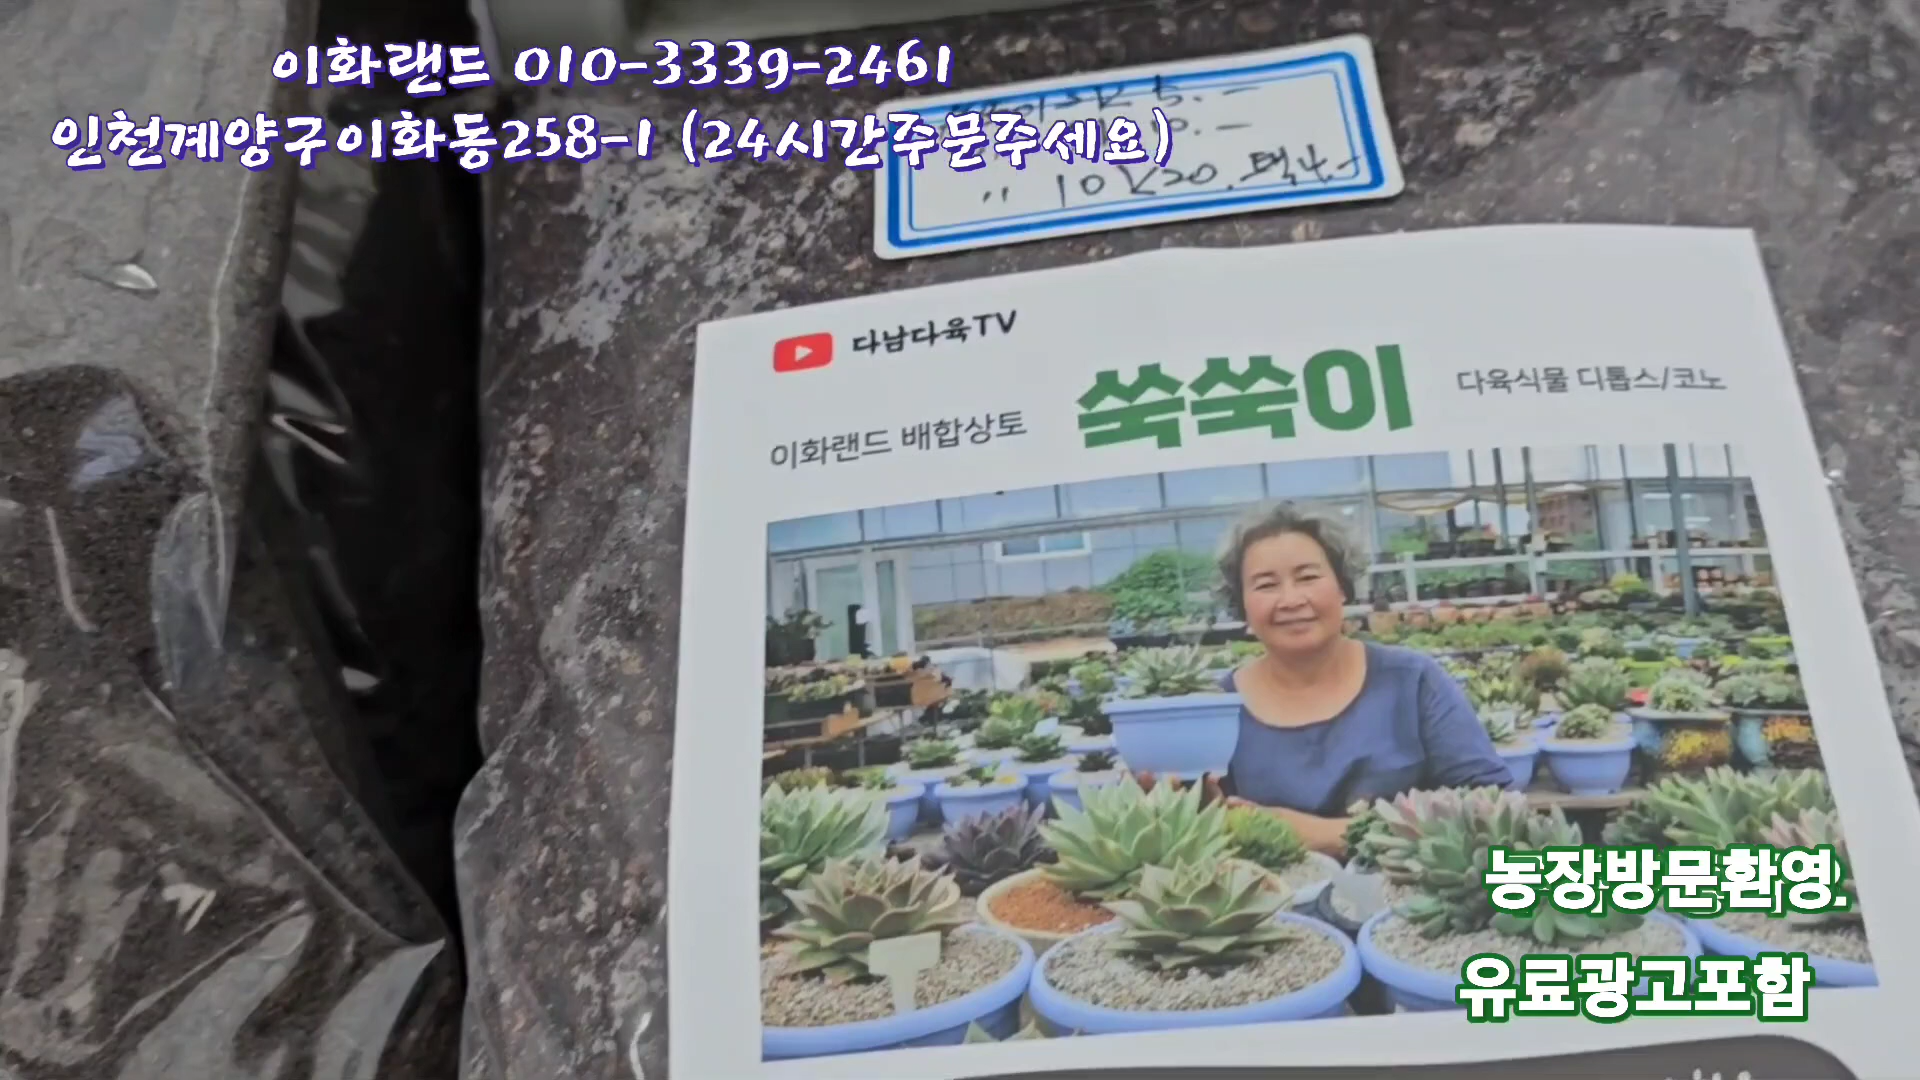 이화랜드 010-3339-2461
인천계양구이화동258-1 (24시간주문주세요)
" 10K20.택4.-
다남다육TV
이화랜드 배합상토 쑥쑥이 다육식물 디톱스/코노
농장방문환영.
유료광고포함